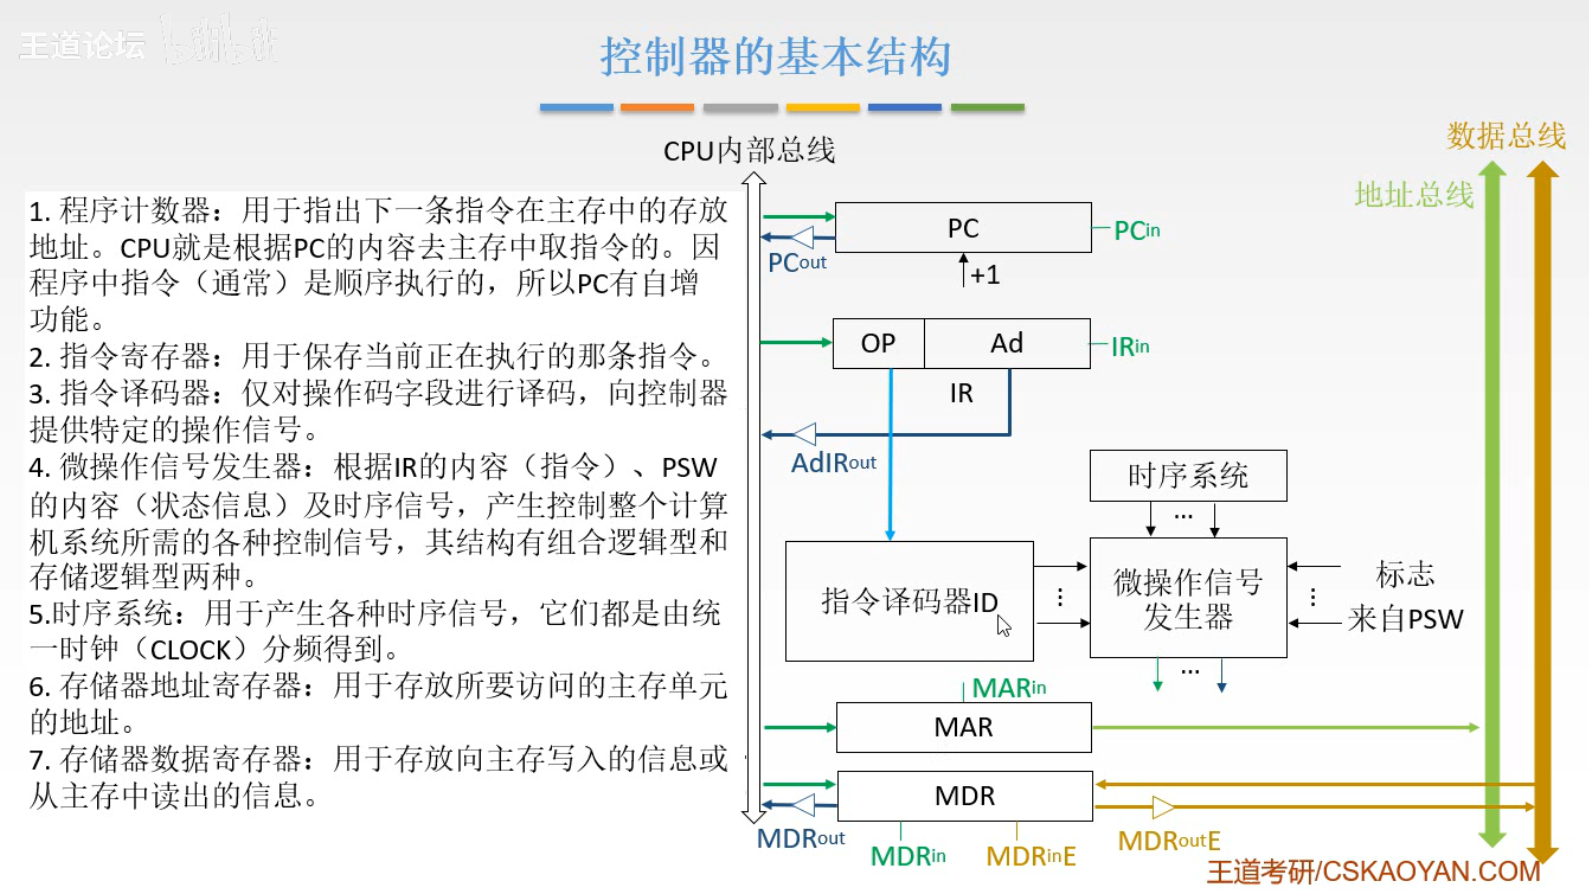 王道论坛 bilibili
控制器的基本结构
CPU内部总线
数据总线
地址总线
1. 程序计数器：用于指出下一条指令在主存中的存放
地址。CPU就是根据PC的内容去主存中取指令的。因
程序中指令（通常）是顺序执行的，所以PC有自增
功能。
2. 指令寄存器：用于保存当前正在执行的那条指令。
3. 指令译码器：仅对操作码字段进行译码，向控制器
提供特定的操作信号。
4. 微操作信号发生器：根据IR的内容（指令）、PSW
的内容（状态信息）及时序信号，产生控制整个计算
机系统所需的各种控制信号，其结构有组合逻辑型和
存储逻辑型两种。
5.时序系统：用于产生各种时序信号，它们都是由统
一时钟（CLOCK）分频得到。
6. 存储器地址寄存器：用于存放所要访问的主存单元
的地址。
7. 存储器数据寄存器：用于存放向主存写入的信息或
从主存中读出的信息。
PC
PCin
PCout
+1
OP
Ad
IRin
IR
AdIRout
时序系统
...
指令译码器ID
⋮
微操作信号
发生器
⋮
标志
来自PSW
...
MARin
MAR
MDR
MDRout
MDRin
MDRinE
MDRoutE
王道考研/CSKAOYAN.COM